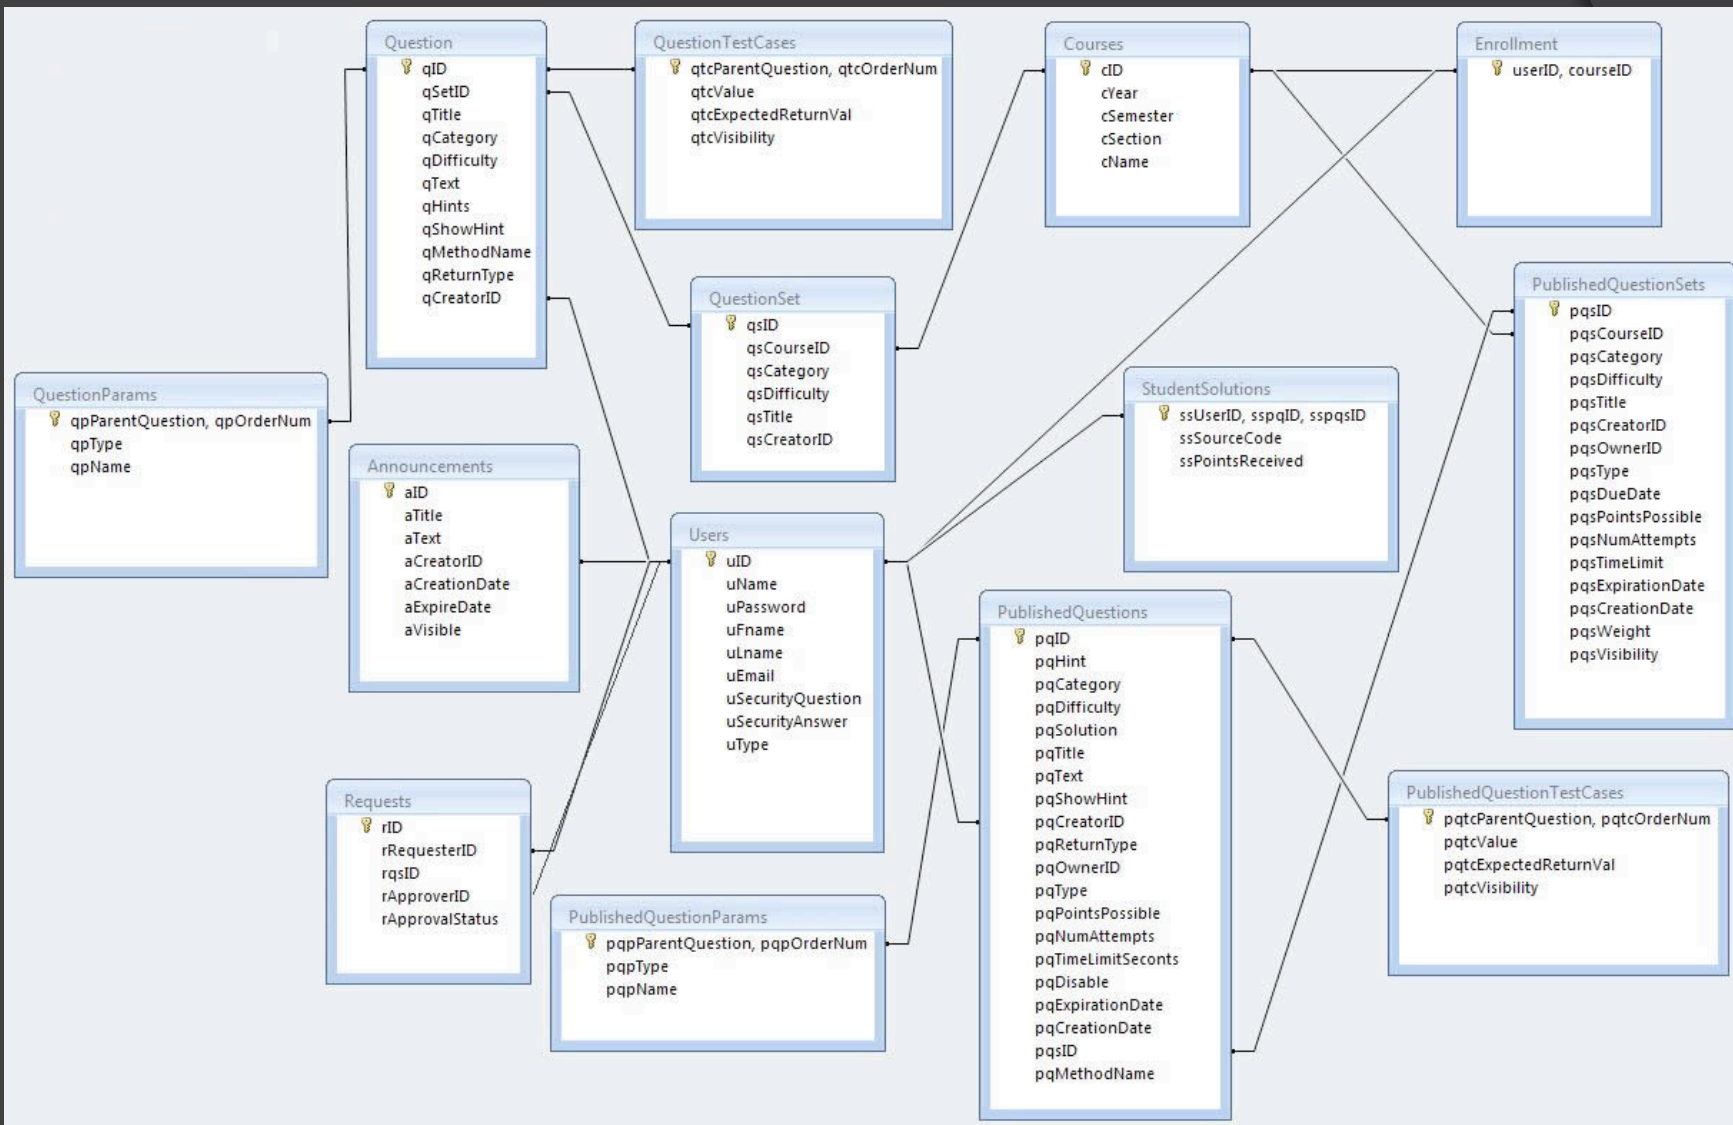 Question
qID
qSetID
qTitle
qCategory
qDifficulty
qText
qHints
qShowHint
qMethodName
qReturnType
qCreatorID
QuestionTestCases
qtcParentQuestion, qtcOrderNum
qtcValue
qtcExpectedReturnVal
qtcVisibility
Courses
cID
cYear
cSemester
cSection
cName
Enrollment
userID, courseID
QuestionSet
qsID
qsCourseID
qsCategory
qsDifficulty
qsTitle
qsCreatorID
PublishedQuestionSets
pqsID
pqsCourseID
pqsCategory
pqsDifficulty
pqsTitle
pqsCreatorID
pqsOwnerID
pqsType
pqsDueDate
pqsPointsPossible
pqsNumAttempts
pqsTimeLimit
pqsExpirationDate
pqsCreationDate
pqsWeight
pqsVisibility
QuestionParams
qpParentQuestion, qpOrderNum
qpType
qpName
StudentSolutions
ssUserID, sspqID, sspqsID
ssSourceCode
ssPointsReceived
Announcements
aID
aTitle
aText
aCreatorID
aCreationDate
aExpireDate
aVisible
Users
uID
uName
uPassword
uFname
uLname
uEmail
uSecurityQuestion
uSecurityAnswer
uType
PublishedQuestions
pqID
pqHint
pqCategory
pqDifficulty
pqSolution
pqTitle
pqText
pqShowHint
pqCreatorID
pqReturnType
pqOwnerID
pqType
pqPointsPossible
pqNumAttempts
pqTimeLimitSeconts
pqDisable
pqExpirationDate
pqCreationDate
pqsID
pqMethodName
Requests
rID
rRequesterID
rqsID
rApproverID
rApprovalStatus
PublishedQuestionTestCases
pqtcParentQuestion, pqtcOrderNum
pqtcValue
pqtcExpectedReturnVal
pqtcVisibility
PublishedQuestionParams
pqpParentQuestion, pqpOrderNum
pqpType
pqpName